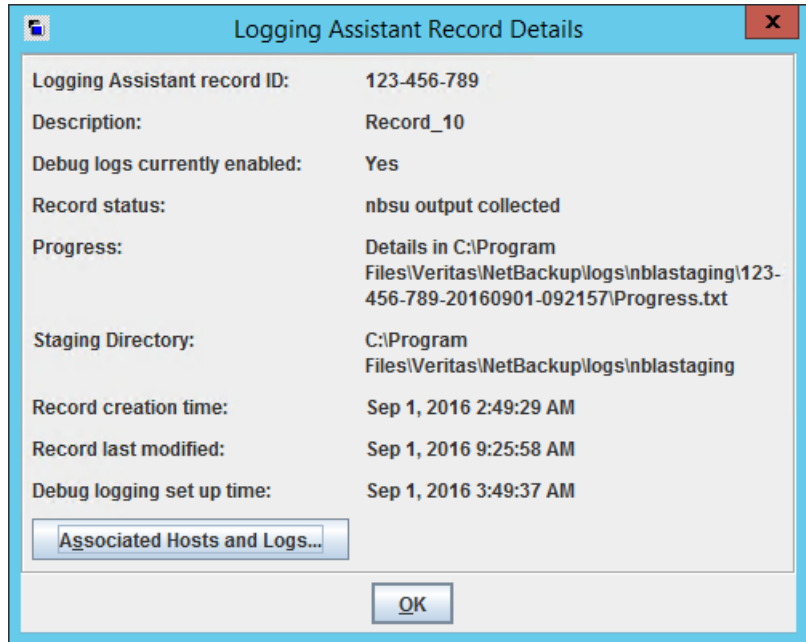 Logging Assistant Record Details
x
Logging Assistant record ID: 123-456-789
Description: Record_10
Debug logs currently enabled: Yes
Record status: nbsu output collected
Progress: Details in C:\Program
Files\Veritas\NetBackup\logs\nblastaging\123-
456-789-20160901-092157\Progress.txt
Staging Directory: C:\Program
Files\Veritas\NetBackup\logs\nblastaging
Record creation time: Sep 1, 2016 2:49:29 AM
Record last modified: Sep 1, 2016 9:25:58 AM
Debug logging set up time: Sep 1, 2016 3:49:37 AM
Associated Hosts and Logs...
OK